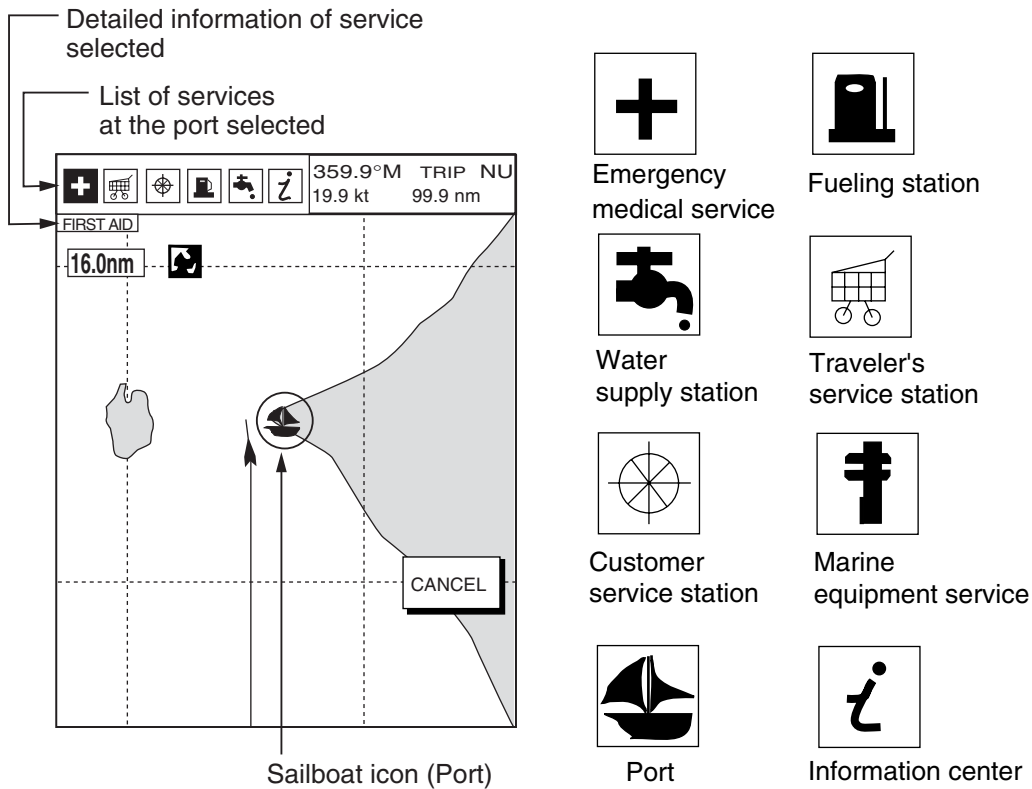 Detailed information of service
selected
List of services
at the port selected
359.9°M TRIP NU
19.9 kt 99.9 nm
FIRST AID
16.0nm
CANCEL
Sailboat icon (Port)
Emergency
medical service
Fueling station
Water
supply station
Traveler's
service station
Customer
service station
Marine
equipment service
Port
Information center